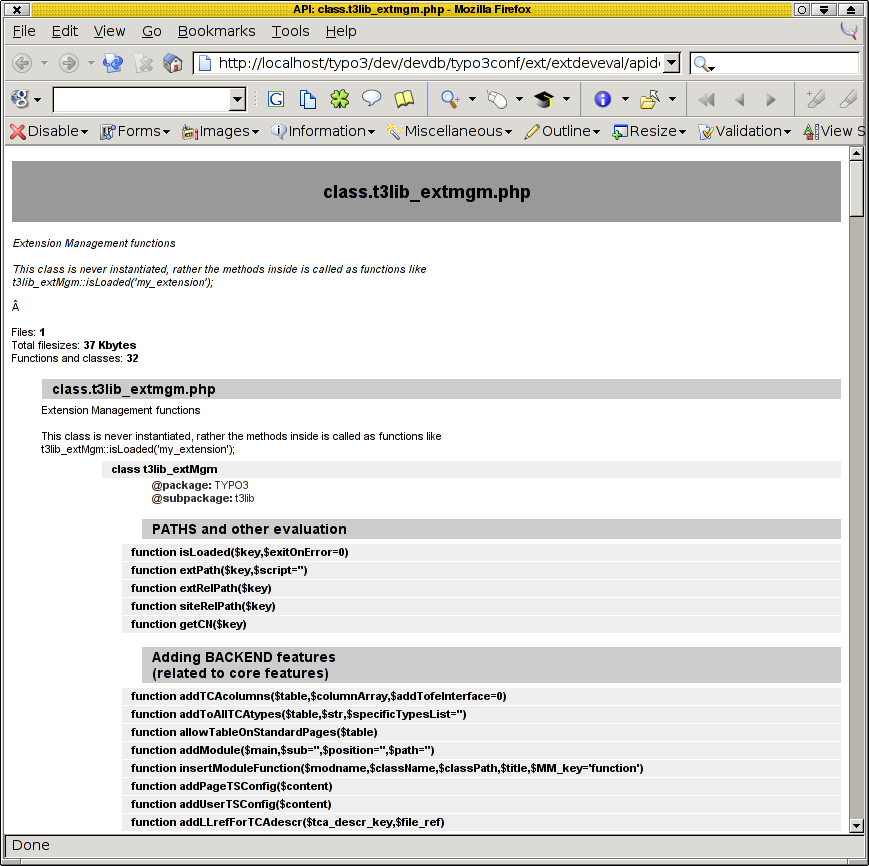 API: class.t3lib_extmgm.php - Mozilla Firefox
File Edit View Go Bookmarks Tools Help
http://localhost/typo3/dev/devdb/typo3conf/ext/extdeveval/apid
Disable Forms Images Information Miscellaneous Outline Resize Validation View S
class.t3lib_extmgm.php
Extension Management functions
This class is never instantiated, rather the methods inside is called as functions like
t3lib_extMgm::isLoaded('my_extension');
Â
Files: 1
Total filesizes: 37 Kbytes
Functions and classes: 32
class.t3lib_extmgm.php
Extension Management functions
This class is never instantiated, rather the methods inside is called as functions like
t3lib_extMgm::isLoaded('my_extension');
class t3lib_extMgm
@package: TYPO3
@subpackage: t3lib
PATHS and other evaluation
function isLoaded($key,$exitOnError=0)
function extPath($key,$script='')
function extRelPath($key)
function siteRelPath($key)
function getCN($key)
Adding BACKEND features
(related to core features)
function addTCAcolumns($table,$columnArray,$addTofeInterface=0)
function addToAllTCAtypes($table,$str,$specificTypesList='')
function allowTableOnStandardPages($table)
function addModule($main,$sub='',$position='',$path='')
function insertModuleFunction($modname,$className,$classPath,$title,$MM_key='function')
function addPageTSConfig($content)
function addUserTSConfig($content)
function addLLrefForTCAdescr($tca_descr_key,$file_ref)
Done